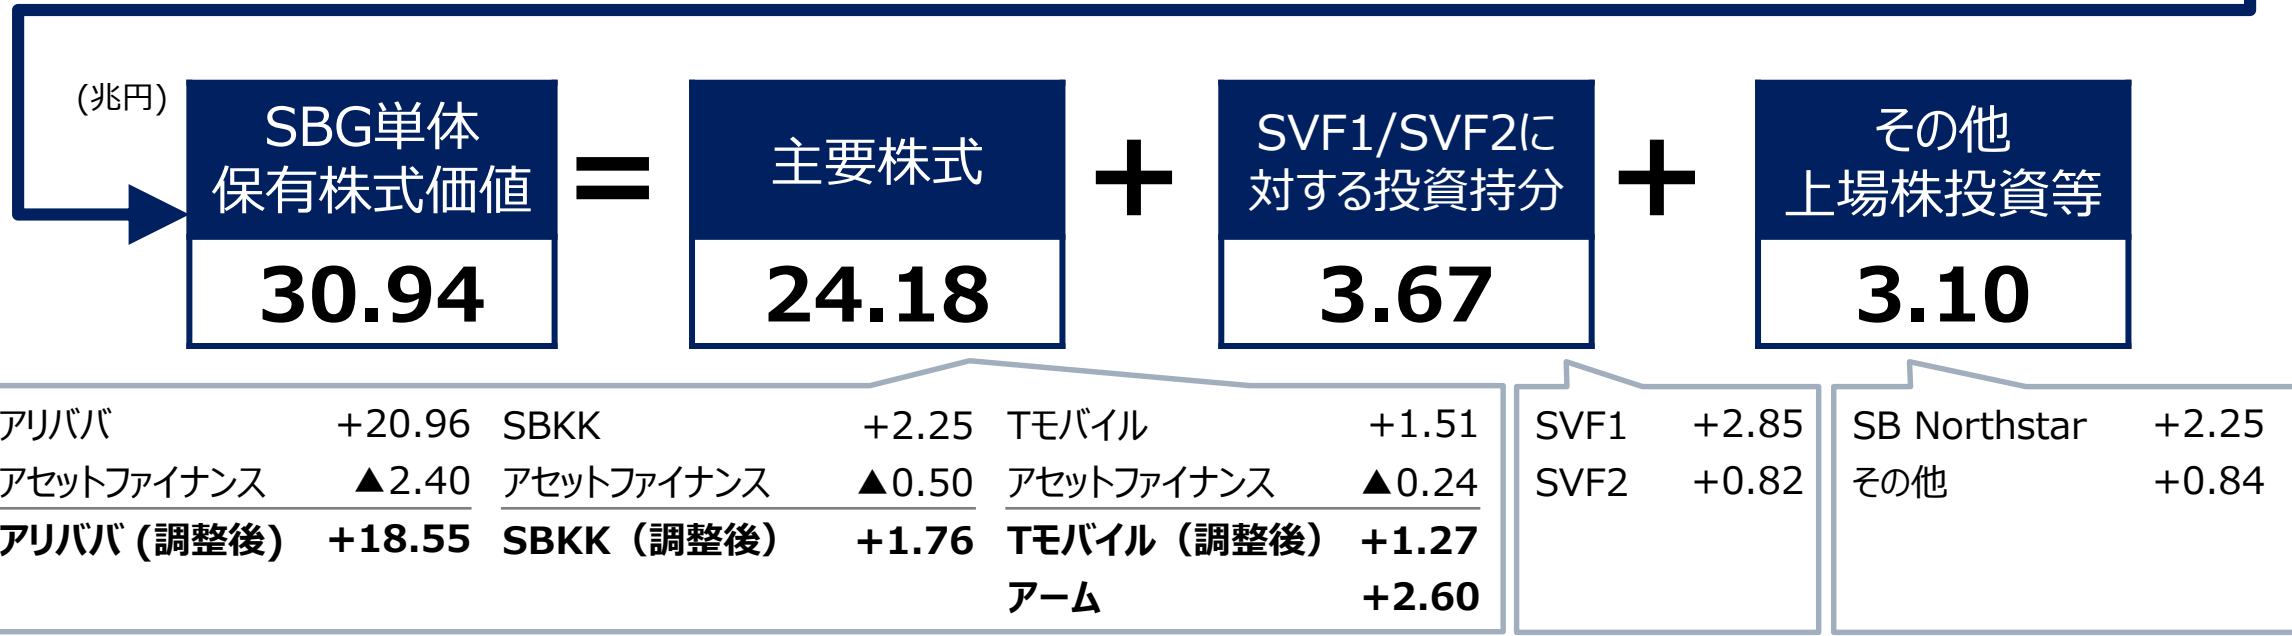 (兆円)
SBG単体
保有株式価値
30.94
=
主要株式
24.18
+
SVF1/SVF2に
対する投資持分
3.67
+
その他
上場株投資等
3.10
アリババ +20.96
アセットファイナンス ▲2.40
アリババ (調整後) +18.55
SBKK +2.25
アセットファイナンス ▲0.50
SBKK（調整後） +1.76
Tモバイル +1.51
アセットファイナンス ▲0.24
Tモバイル（調整後） +1.27
アーム +2.60
SVF1 +2.85
SVF2 +0.82
SB Northstar +2.25
その他 +0.84